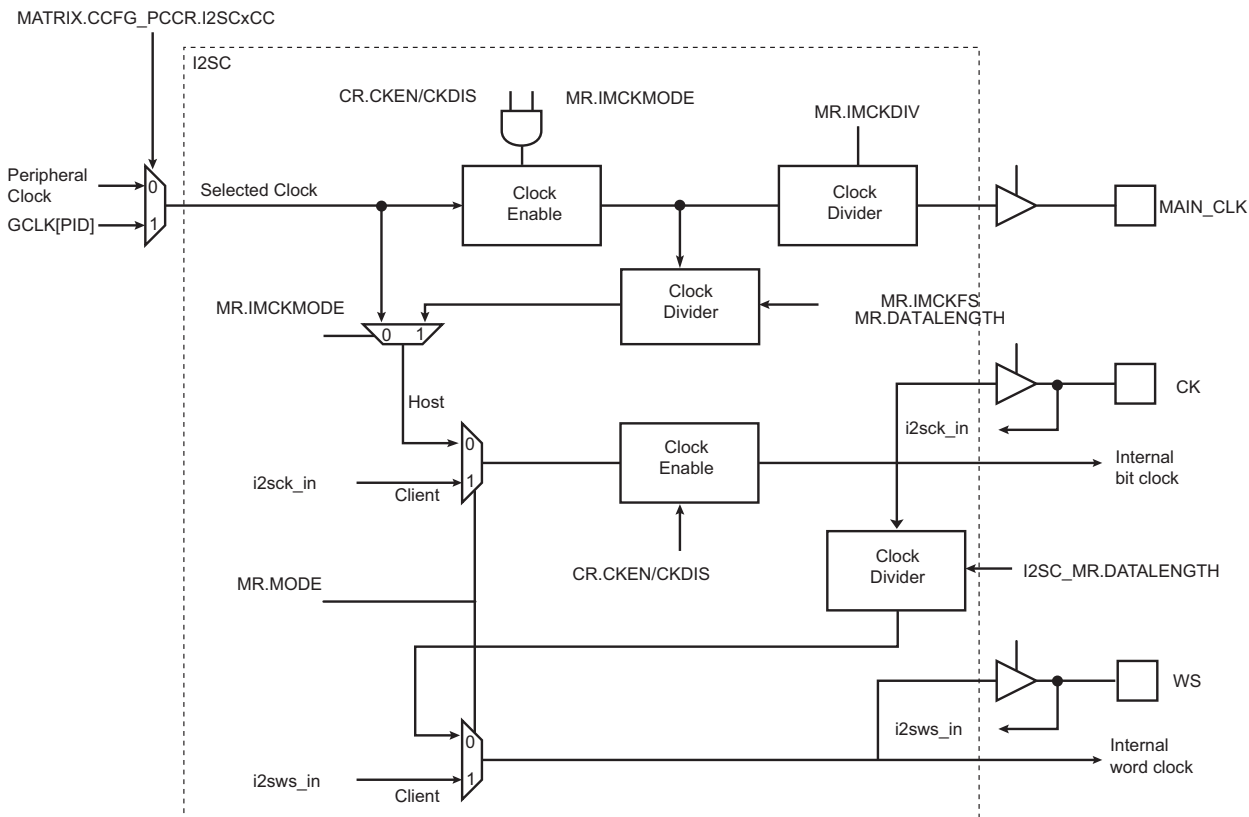 MATRIX.CCFG_PCCR.I2SCxCC
I2SC
CR.CKEN/CKDIS
MR.IMCKMODE
MR.IMCKDIV
Peripheral
Clock
0
Selected Clock
Clock
Enable
Clock
Divider
MAIN_CLK
GCLK[PID]
1
Clock
Divider
MR.IMCKFS
MR.DATALENGTH
MR.IMCKMODE
0
1
CK
Host
i2sck_in
0
Clock
Enable
Internal
bit clock
i2sck_in
1
Client
CR.CKEN/CKDIS
Clock
Divider
I2SC_MR.DATALENGTH
MR.MODE
WS
i2sws_in
0
Internal
word clock
i2sws_in
1
Client